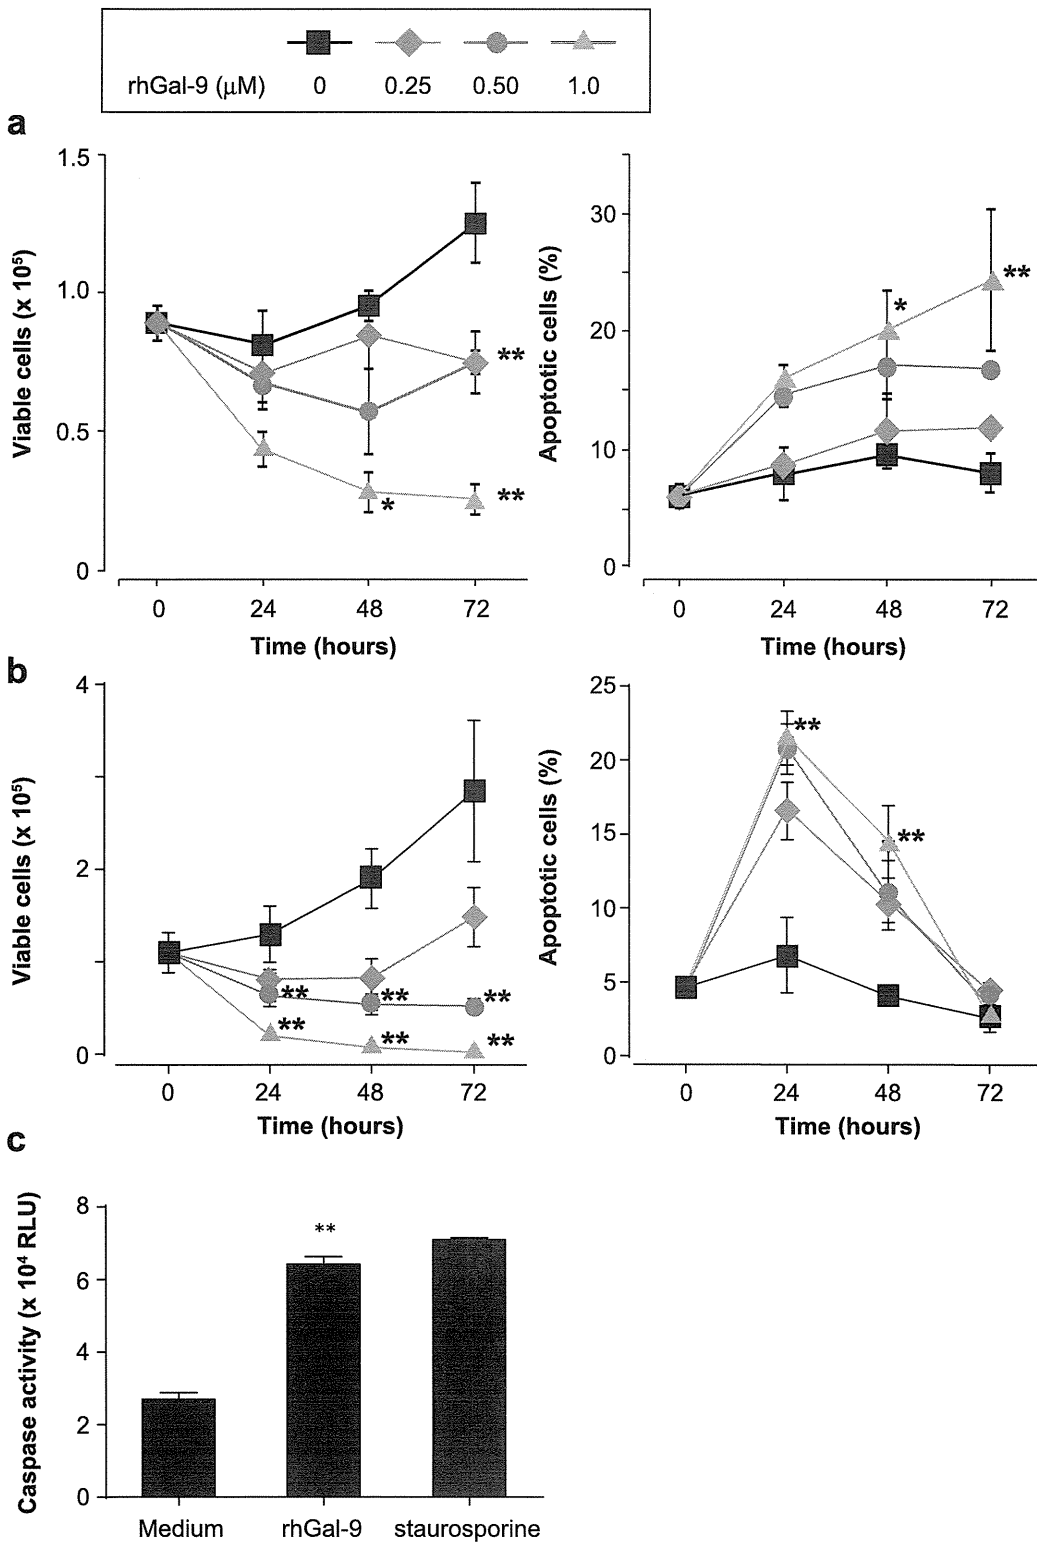 rhGal-9 (μM) 0 0.25 0.50 1.0
a
1.5
1.0
0.5
0
Viable cells (x 10⁵)
**
*
**
0 24 48 72
Time (hours)
30
20
10
0
Apoptotic cells (%)
*
**
0 24 48 72
Time (hours)
b
4
2
0
Viable cells (x 10⁵)
** ** **
** ** **
0 24 48 72
Time (hours)
25
20
15
10
5
0
Apoptotic cells (%)
**
**
0 24 48 72
Time (hours)
c
8
6
4
2
0
Caspase activity (x 10⁴ RLU)
**
Medium rhGal-9 staurosporine